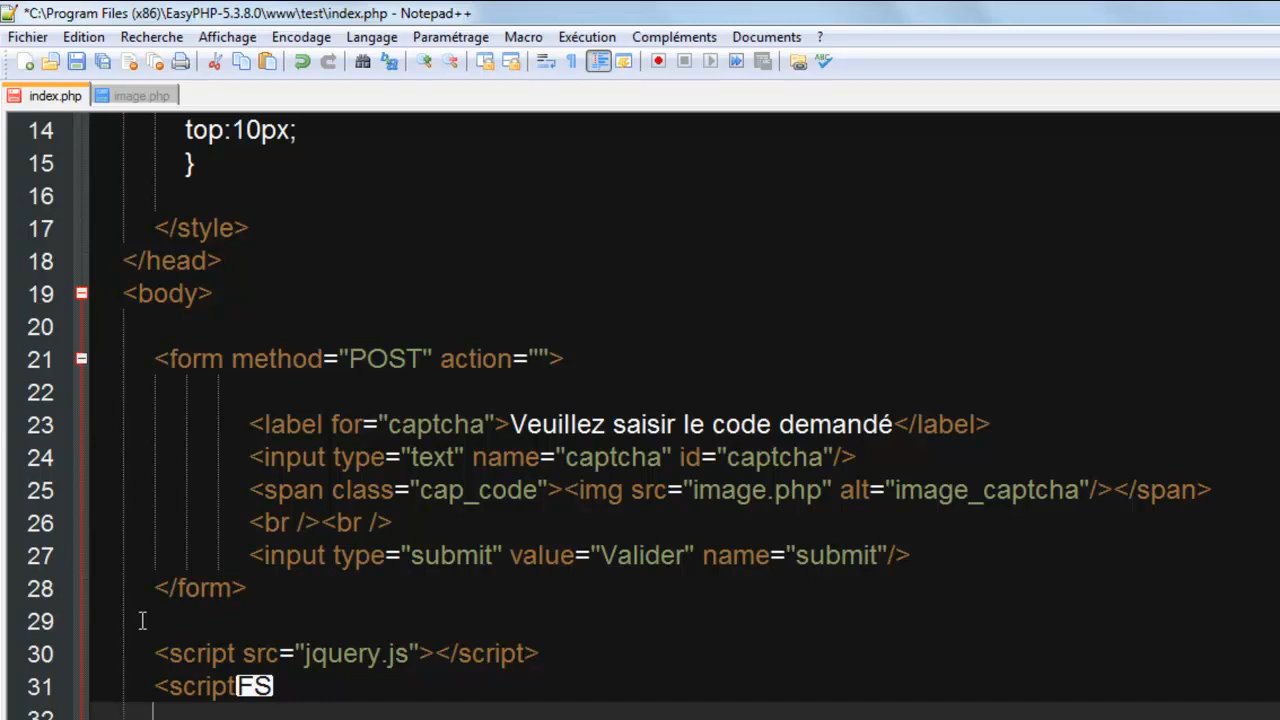 *C:\Program Files (x86)\EasyPHP-5.3.8.0\www\test\index.php - Notepad++
Fichier Edition Recherche Affichage Encodage Langage Paramétrage Macro Exécution Compléments Documents ?
index.php image.php
14 top:10px;
15 }
16
17 </style>
18 </head>
19 <body>
20
21 <form method="POST" action="">
22
23 <label for="captcha">Veuillez saisir le code demandé</label>
24 <input type="text" name="captcha" id="captcha"/>
25 <span class="cap_code"><img src="image.php" alt="image_captcha"/></span>
26 <br /><br />
27 <input type="submit" value="Valider" name="submit"/>
28 </form>
29
30 <script src="jquery.js"></script>
31 <scriptFS
32